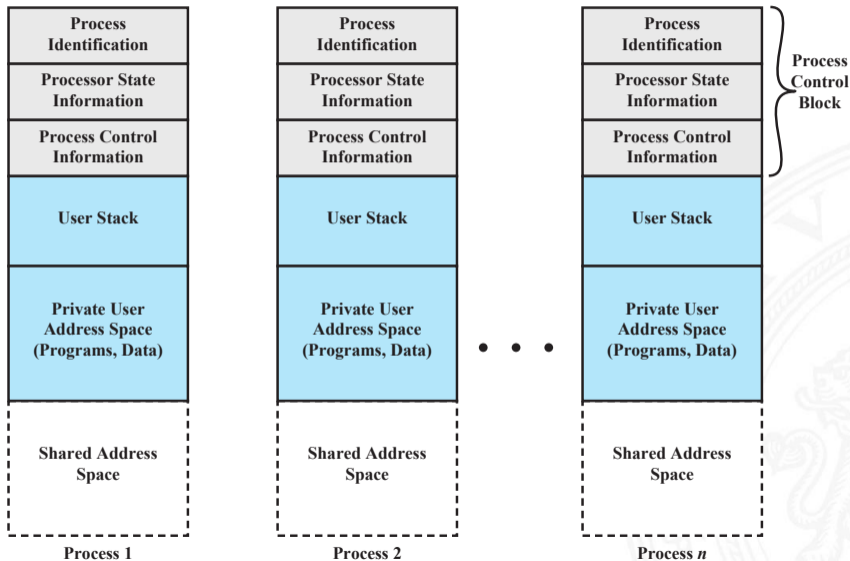 Process
Identification
Processor State
Information
Process Control
Information
User Stack
Private User
Address Space
(Programs, Data)
Shared Address
Space
Process 1
Process
Identification
Processor State
Information
Process Control
Information
User Stack
Private User
Address Space
(Programs, Data)
Shared Address
Space
Process 2
• • •
Process
Identification
Processor State
Information
Process Control
Information
User Stack
Private User
Address Space
(Programs, Data)
Shared Address
Space
Process n
Process
Control
Block